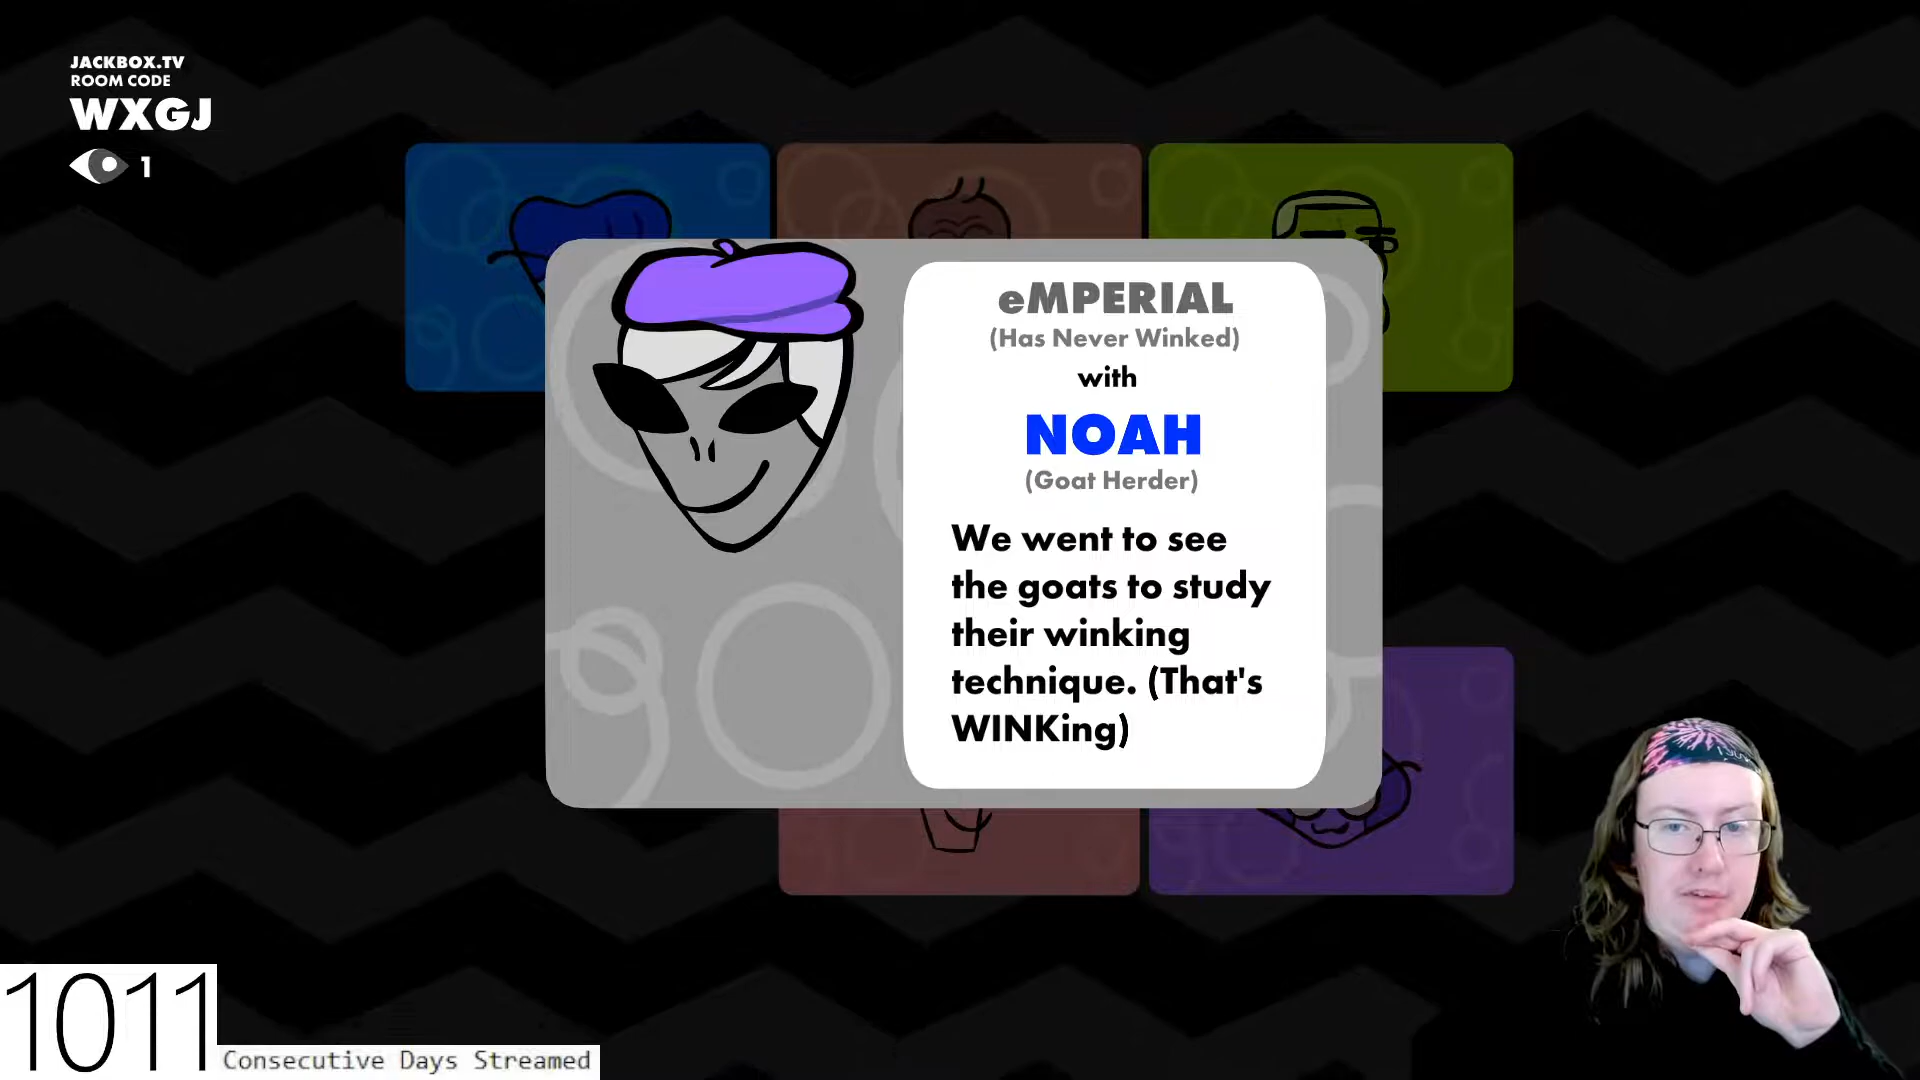 JACKBOX.TV
ROOM CODE
WXGJ
1
eMPERIAL
(Has Never Winked)
with
NOAH
(Goat Herder)
We went to see
the goats to study
their winking
technique. (That's
WINKing)
1011
Consecutive Days Streamed